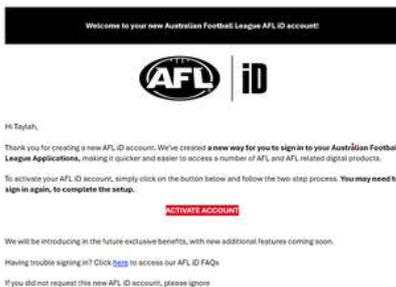 Welcome to your new Australian Football League AFL iD account!
AFL iD
Hi Taylah,
Thank you for creating a new AFL iD account. We've created a new way for you to sign in to your Australian Football
League Applications, making it quicker and easier to access a number of AFL and AFL related digital products.
To activate your AFL iD account, simply click on the button below and follow the two-step process. You may need to
sign in again, to complete the setup.
ACTIVATE ACCOUNT
We will be introducing in the future exclusive benefits, with new additional features coming soon.
Having trouble signing in? Click here to access our AFL iD FAQs
If you did not request this new AFL iD account, please ignore